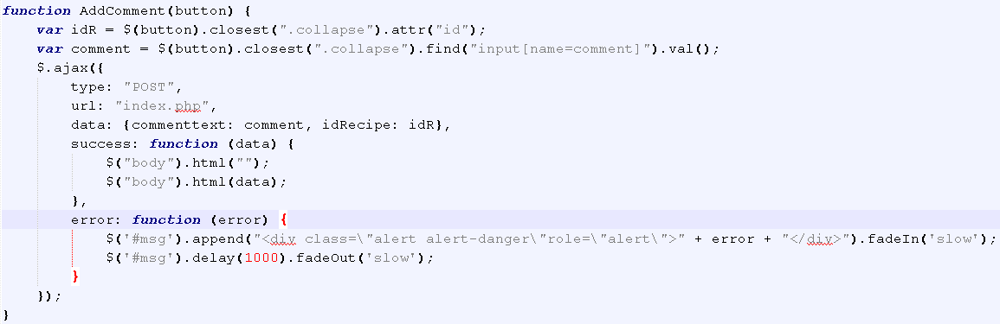 function AddComment(button) {
    var idR = $(button).closest(".collapse").attr("id");
    var comment = $(button).closest(".collapse").find("input[name=comment]").val();
    $.ajax({
        type: "POST",
        url: "index.php",
        data: {commenttext: comment, idRecipe: idR},
        success: function (data) {
            $("body").html("");
            $("body").html(data);
        },
        error: function (error) {
            $('#msg').append("<div class=\"alert alert-danger\"role=\"alert\">" + error + "</div>").fadeIn('slow');
            $('#msg').delay(1000).fadeOut('slow');
        }
    });
}